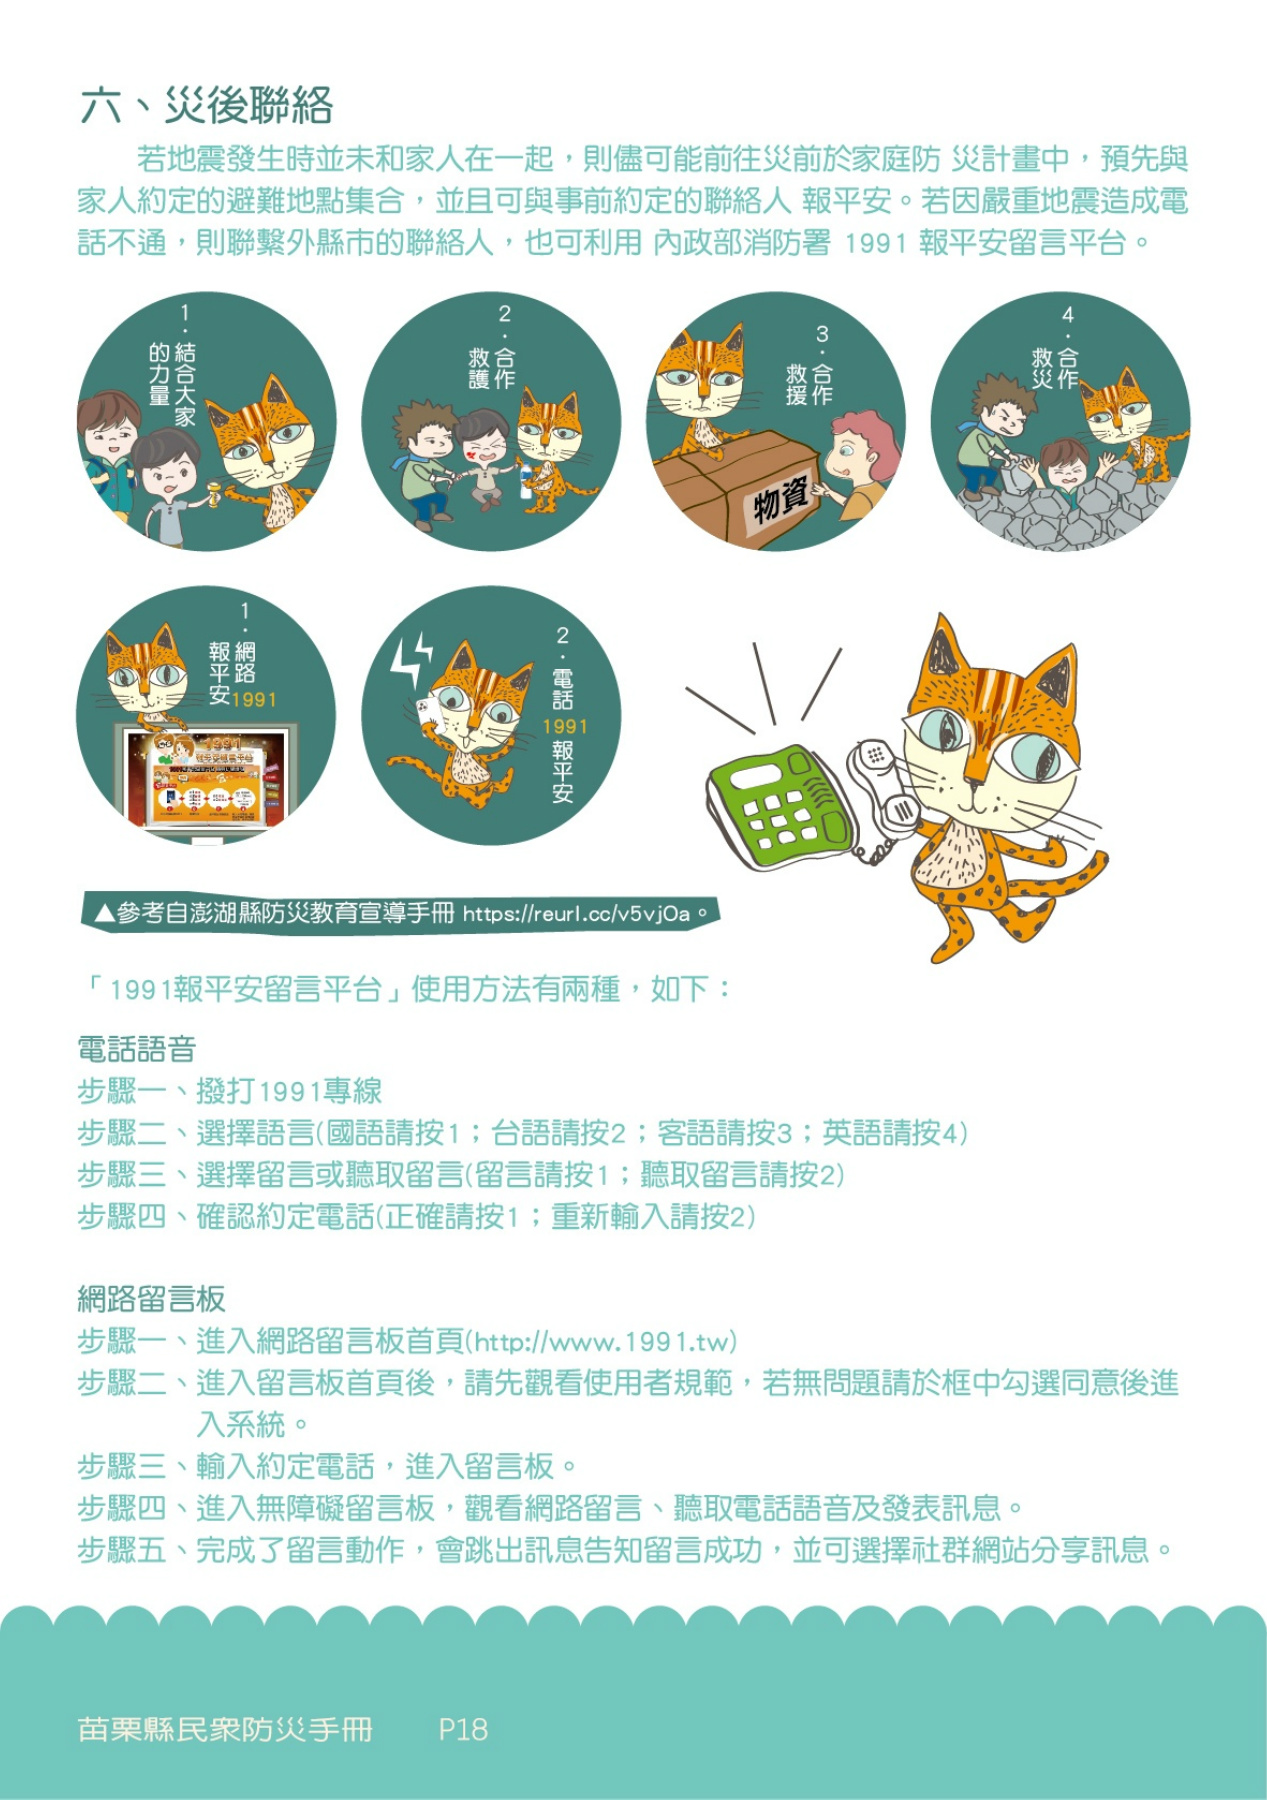 六、災後聯絡
若地震發生時並未和家人在一起，則儘可能前往災前於家庭防 災計畫中，預先與
家人約定的避難地點集合，並且可與事前約定的聯絡人 報平安。若因嚴重地震造成電
話不通，則聯繫外縣市的聯絡人，也可利用 內政部消防署 1991 報平安留言平台。
1．結合大家
的力量
2．合作
救護
3．合作
救援
物資
4．合作
救災
1．網路1991
報平安
1991
2．電話1991報平安
▲參考自澎湖縣防災教育宣導手冊 https://reurl.cc/v5vjOa。
「1991報平安留言平台」使用方法有兩種，如下：
電話語音
步驟一、撥打1991專線
步驟二、選擇語言(國語請按1；台語請按2；客語請按3；英語請按4)
步驟三、選擇留言或聽取留言(留言請按1；聽取留言請按2)
步驟四、確認約定電話(正確請按1；重新輸入請按2)
網路留言板
步驟一、進入網路留言板首頁(http://www.1991.tw)
步驟二、進入留言板首頁後，請先觀看使用者規範，若無問題請於框中勾選同意後進
入系統。
步驟三、輸入約定電話，進入留言板。
步驟四、進入無障礙留言板，觀看網路留言、聽取電話語音及發表訊息。
步驟五、完成了留言動作，會跳出訊息告知留言成功，並可選擇社群網站分享訊息。
苗栗縣民眾防災手冊 P18